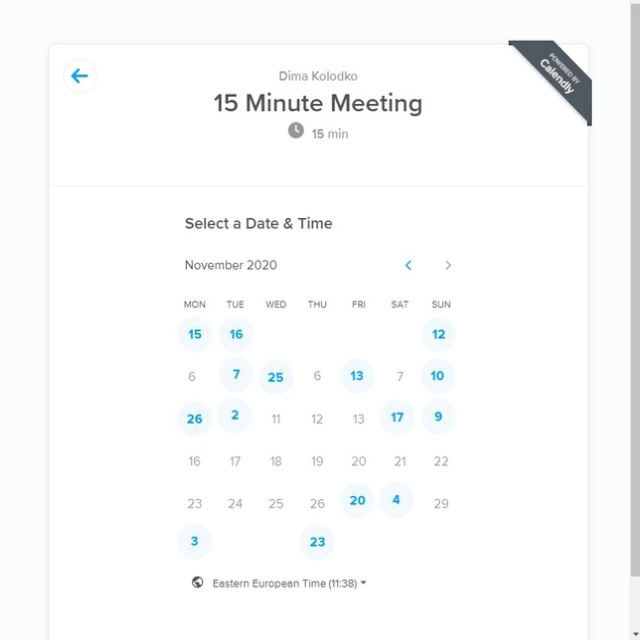 POWERED BY
Calendly
Dima Kolodko
15 Minute Meeting
15 min
Select a Date & Time
November 2020
MON TUE WED THU FRI SAT SUN
15 16 12
6 7 25 6 13 7 10
26 2 11 12 13 17 9
16 17 18 19 20 21 22
23 24 25 26 20 4 29
3 23
Eastern European Time (11:38)